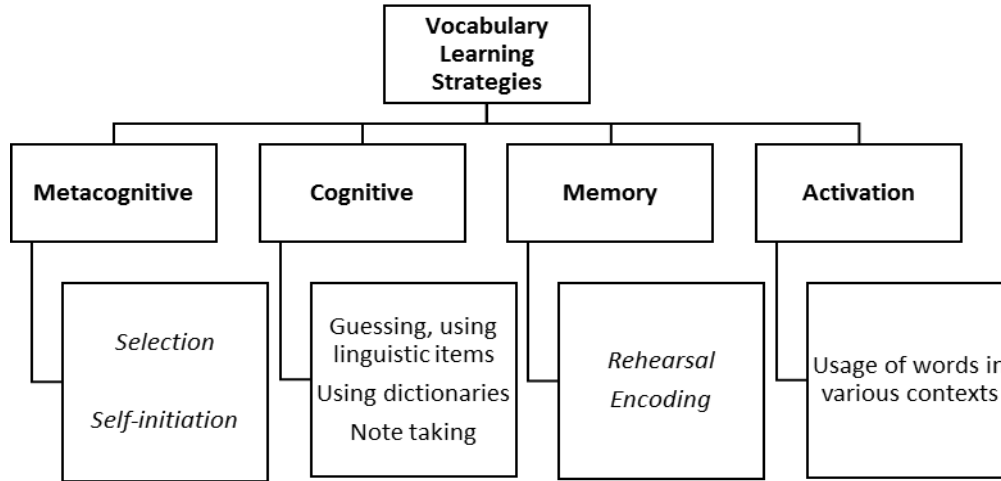 Vocabulary
Learning
Strategies
Metacognitive
Cognitive
Memory
Activation
Selection
Self-initiation
Guessing, using
linguistic items
Using dictionaries
Note taking
Rehearsal
Encoding
Usage of words in
various contexts